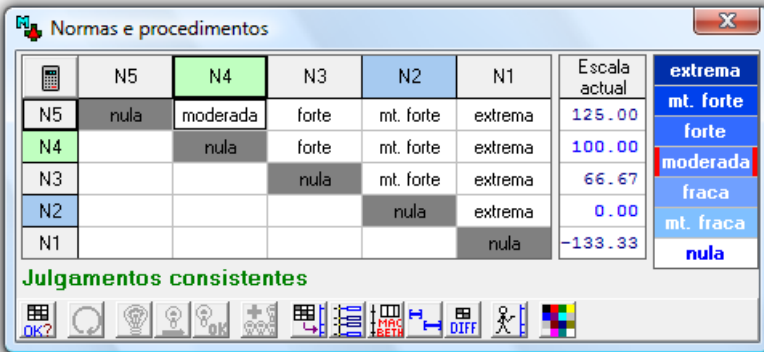 Normas e procedimentos
N5 N4 N3 N2 N1 Escala actual
N5 nula moderada forte mt. forte extrema 125.00
N4 nula forte mt. forte extrema 100.00
N3 nula mt. forte extrema 66.67
N2 nula extrema 0.00
N1 nula -133.33
extrema
mt. forte
forte
moderada
fraca
mt. fraca
nula
Julgamentos consistentes
OK? OK MAC BETH DIFF